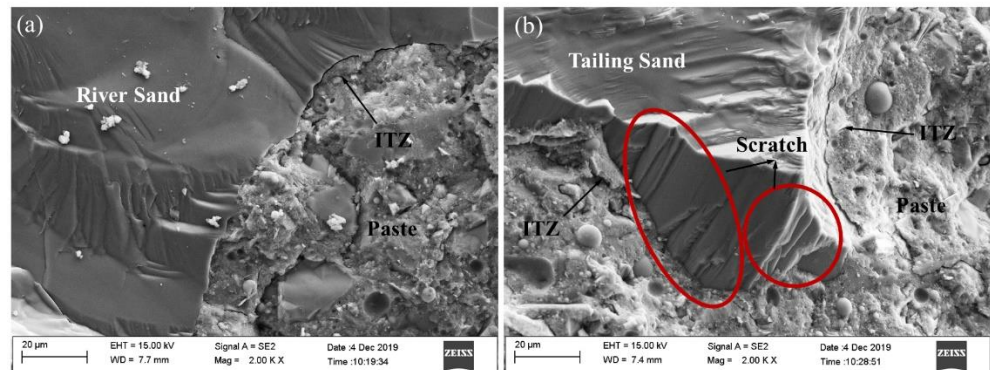 (a)
River Sand
ITZ
Paste
20 µm
EHT = 15.00 kV
WD = 7.7 mm
Signal A = SE2
Mag = 2.00 K X
Date :4 Dec 2019
Time :10:19:34
ZEISS
(b)
Tailing Sand
ITZ
Scratch
Paste
ITZ
20 µm
EHT = 15.00 kV
WD = 7.4 mm
Signal A = SE2
Mag = 2.00 K X
Date :4 Dec 2019
Time :10:28:51
ZEISS